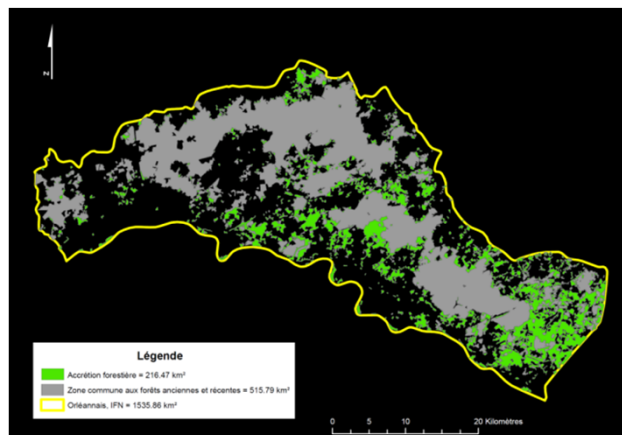 N
Légende
Accrétion forestière = 216.47 km²
Zone commune aux forêts anciennes et récentes = 515.79 km²
Orléannais, IFN = 1535.86 km²
0 5 10 20 Kilomètres